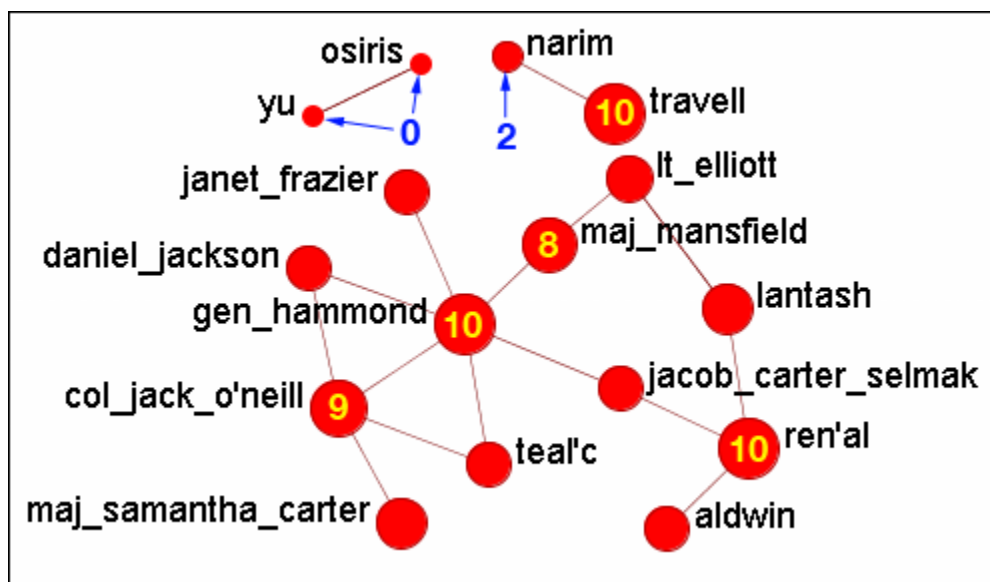 osiris
narim
yu
0
2
10
travell
janet_frazier
lt_elliott
8
maj_mansfield
daniel_jackson
gen_hammond
10
lantash
jacob_carter_selmak
col_jack_o'neill
9
ren'al
10
teal'c
maj_samantha_carter
aldwin